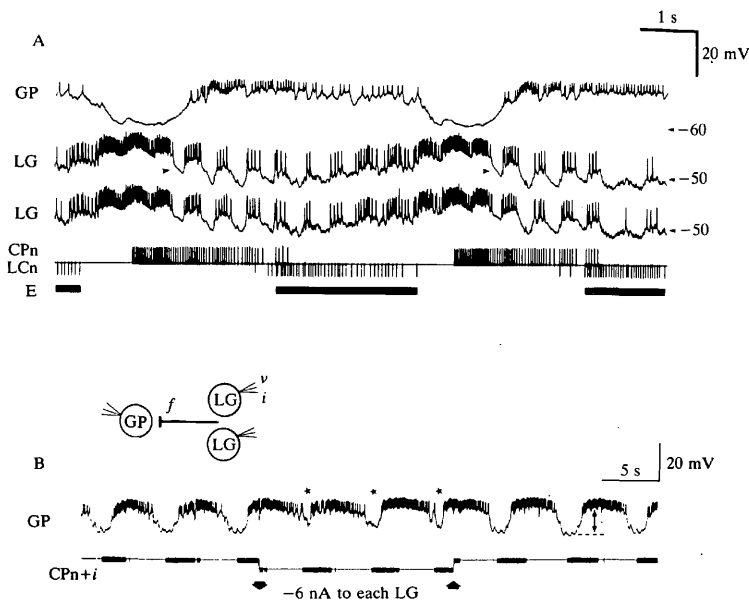 1 s
A
20 mV
GP
−60
LG
−50
LG
−50
CPn
LCn
E
f
LG
v
i
GP
LG
B
5 s
20 mV
GP
CPn+i
−6 nA to each LG